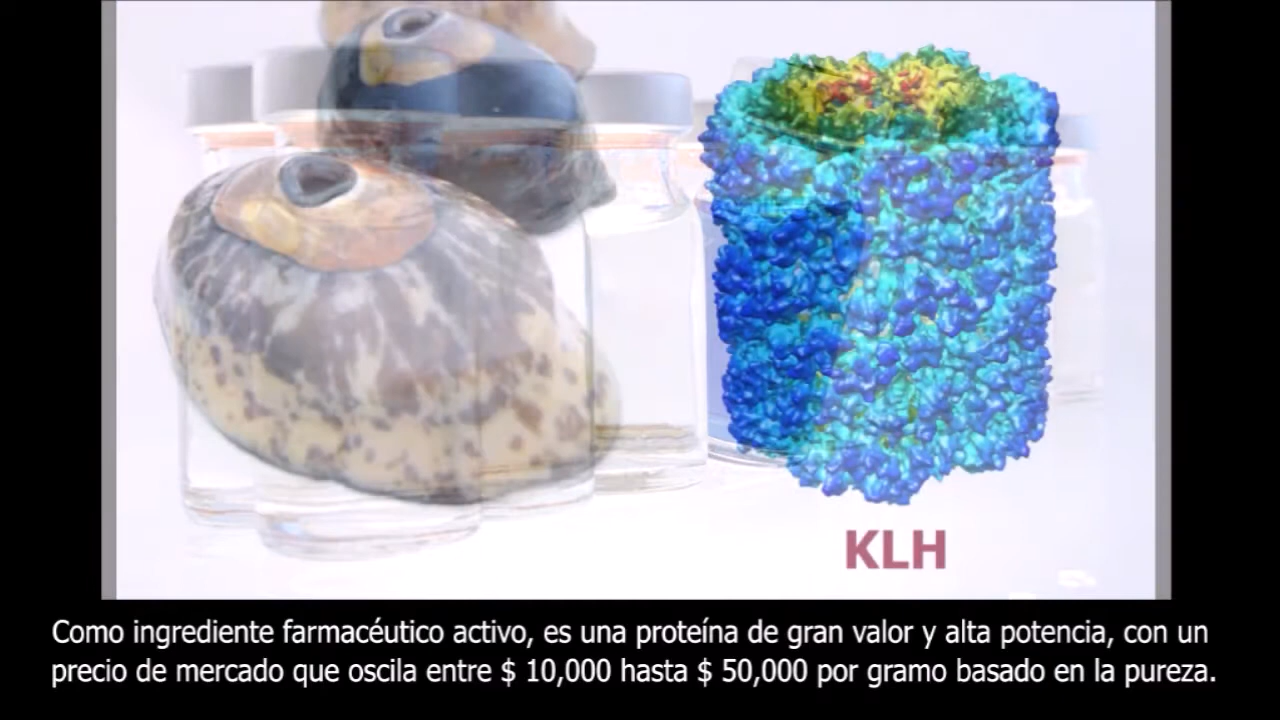 KLH
Como ingrediente farmacéutico activo, es una proteína de gran valor y alta potencia, con un
precio de mercado que oscila entre $ 10,000 hasta $ 50,000 por gramo basado en la pureza.